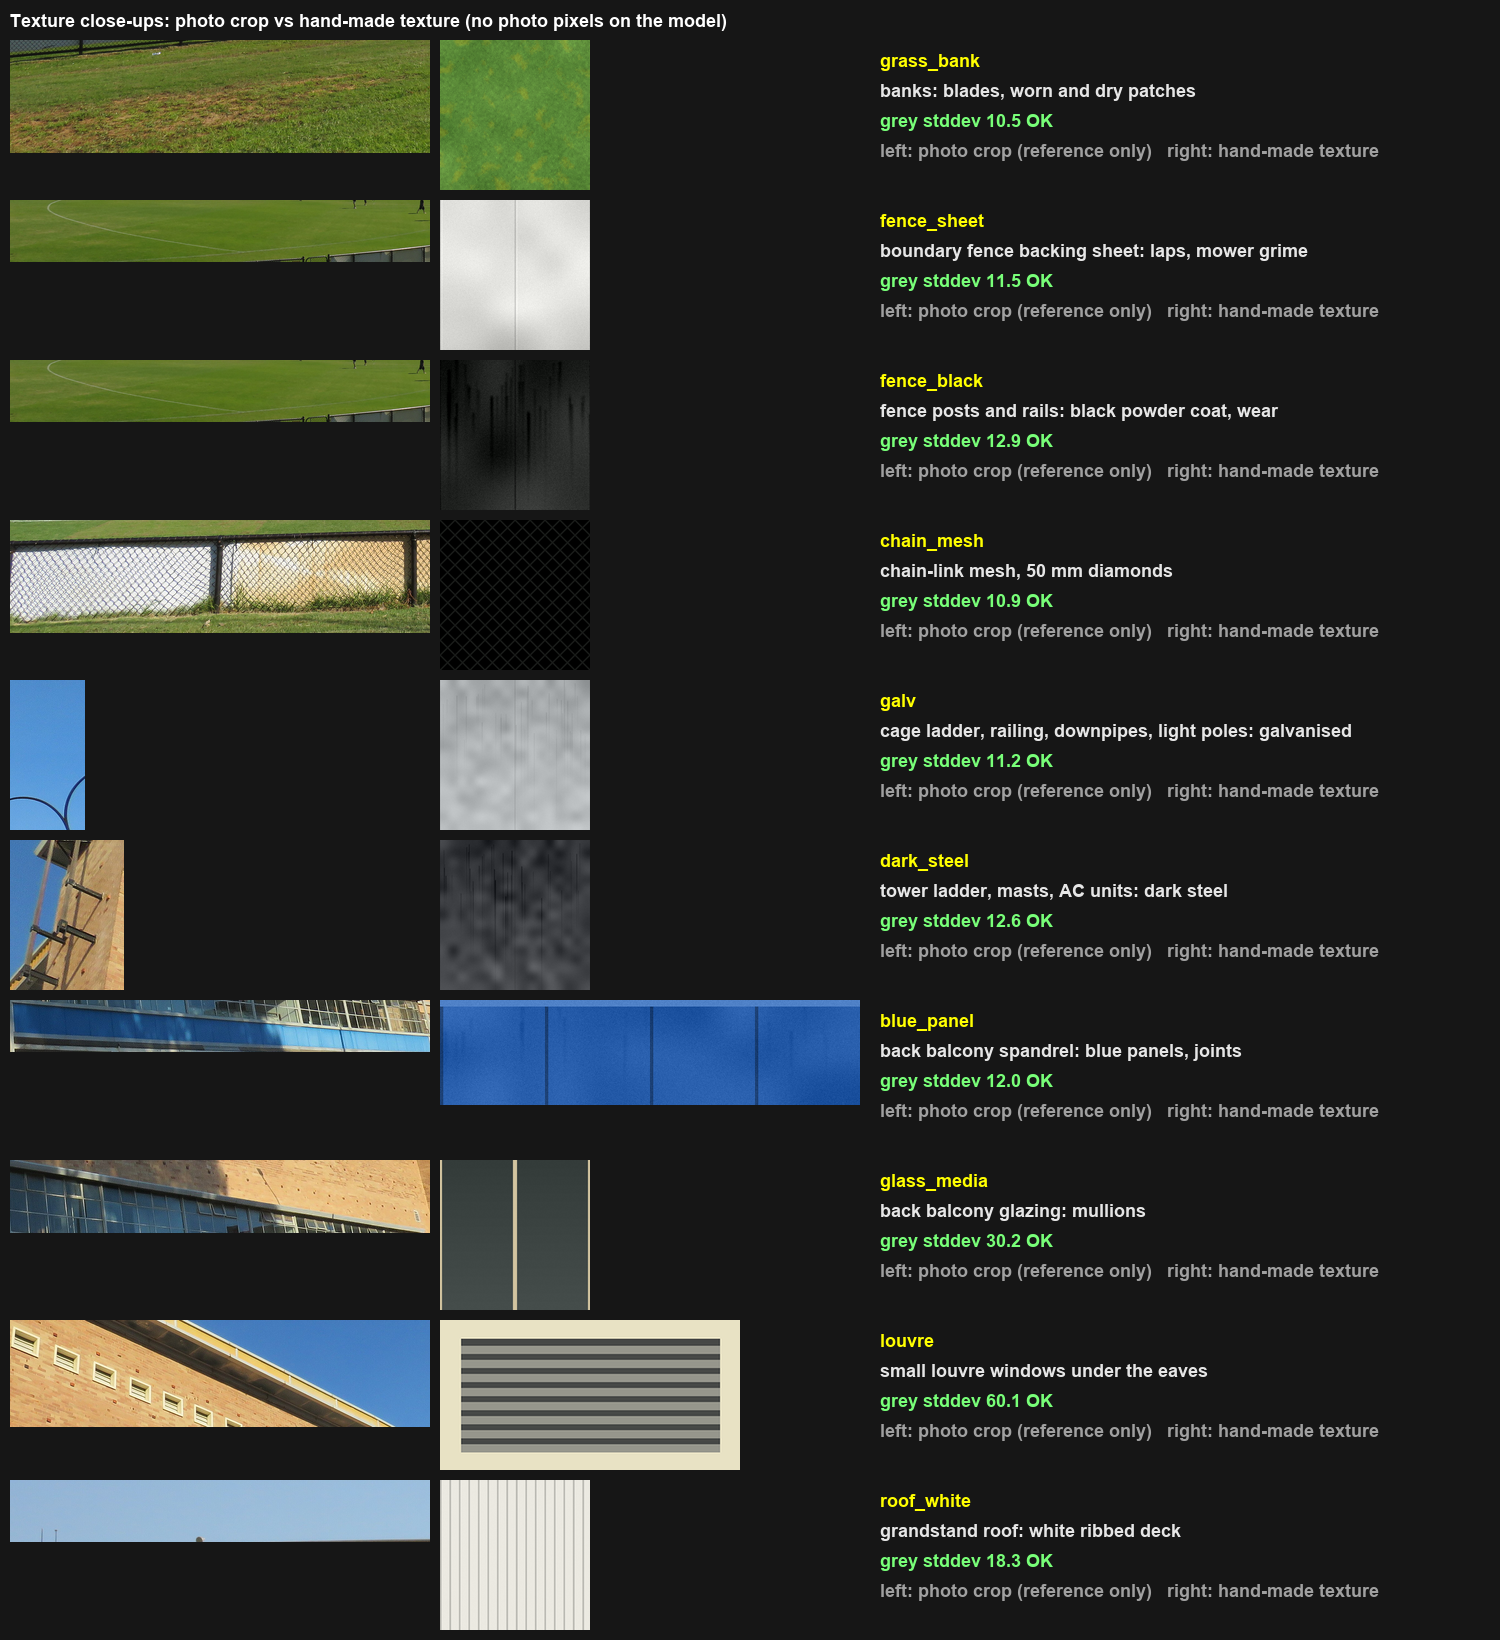 Texture close-ups: photo crop vs hand-made texture (no photo pixels on the model)
grass_bank
banks: blades, worn and dry patches
grey stddev 10.5 OK
left: photo crop (reference only) right: hand-made texture
fence_sheet
boundary fence backing sheet: laps, mower grime
grey stddev 11.5 OK
left: photo crop (reference only) right: hand-made texture
fence_black
fence posts and rails: black powder coat, wear
grey stddev 12.9 OK
left: photo crop (reference only) right: hand-made texture
chain_mesh
chain-link mesh, 50 mm diamonds
grey stddev 10.9 OK
left: photo crop (reference only) right: hand-made texture
galv
cage ladder, railing, downpipes, light poles: galvanised
grey stddev 11.2 OK
left: photo crop (reference only) right: hand-made texture
dark_steel
tower ladder, masts, AC units: dark steel
grey stddev 12.6 OK
left: photo crop (reference only) right: hand-made texture
blue_panel
back balcony spandrel: blue panels, joints
grey stddev 12.0 OK
left: photo crop (reference only) right: hand-made texture
glass_media
back balcony glazing: mullions
grey stddev 30.2 OK
left: photo crop (reference only) right: hand-made texture
louvre
small louvre windows under the eaves
grey stddev 60.1 OK
left: photo crop (reference only) right: hand-made texture
roof_white
grandstand roof: white ribbed deck
grey stddev 18.3 OK
left: photo crop (reference only) right: hand-made texture